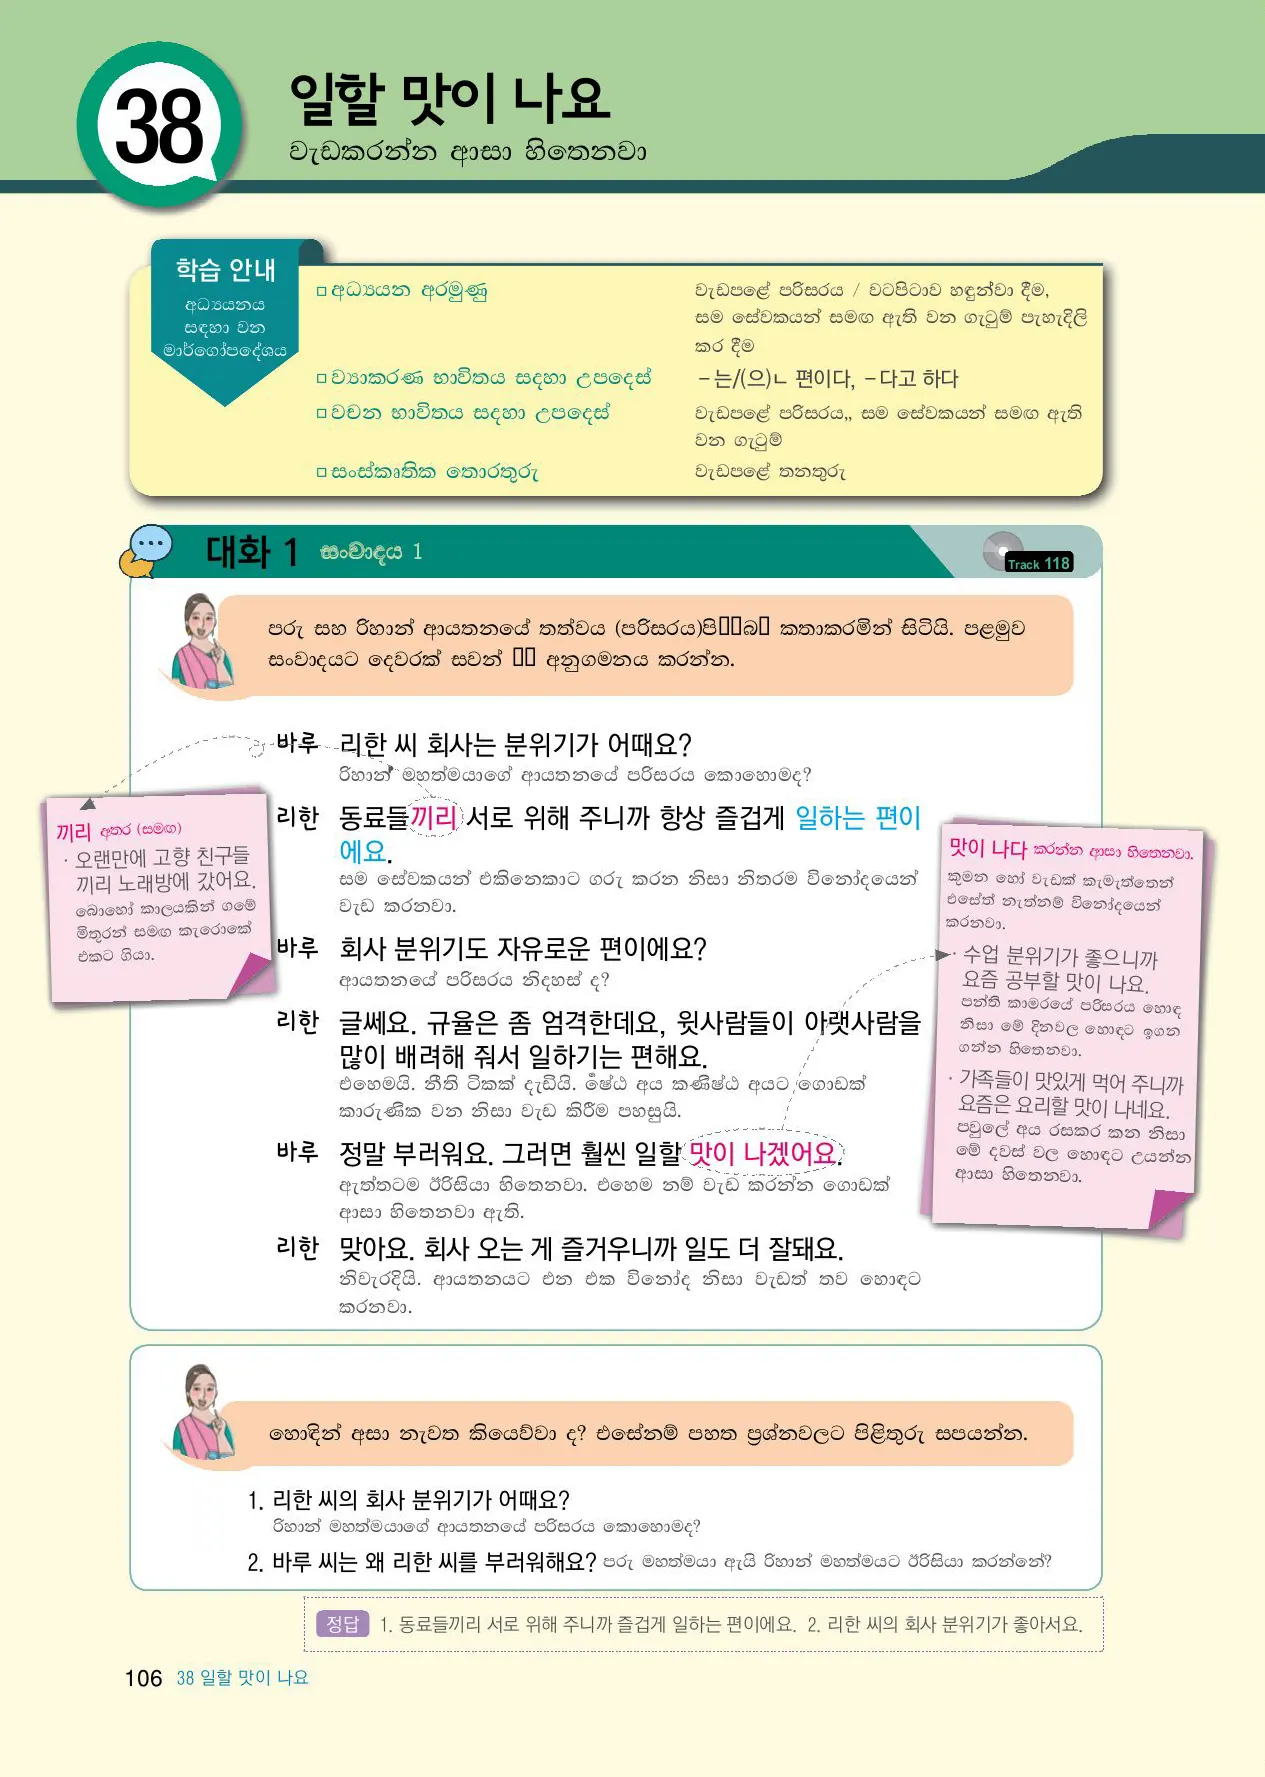 38
일할 맛이 나요
වැඩකරන්න ආසා හිතෙනවා
학습 안내
අධ්‍යයනය
සඳහා වන
මාර්ගෝපදේශය
□ අධ්‍යයන අරමුණු
වැඩපළේ පරිසරය / වටපිටාව හඳුන්වා දීම,
සම සේවකයන් සමඟ ඇති වන ගැටුම් පැහැදිලි
කර දීම
□ ව්‍යාකරණ භාවිතය සදහා උපදෙස්
-는/(으)ㄴ 편이다, -다고 하다
□ වචන භාවිතය සදහා උපදෙස්
වැඩපළේ පරිසරය,, සම සේවකයන් සමඟ ඇති
වන ගැටුම්
□ සංස්කෘතික තොරතුරු
වැඩපළේ තනතුරු
대화 1 සංවාදය 1
Track 118
පරු සහ රිහාන් ආයතනයේ තත්වය (පරිසරය)පි□□බ□ කතාකරමින් සිටියි. පළමුව
සංවාදයට දෙවරක් සවන් □□ අනුගමනය කරන්න.
바루 리한 씨 회사는 분위기가 어때요?
රිහාන් මහත්මයාගේ ආයතනයේ පරිසරය කොහොමද?
리한 동료들끼리 서로 위해 주니까 항상 즐겁게 일하는 편이
에요.
සම සේවකයන් එකිනෙකාට ගරු කරන නිසා නිතරම විනෝදයෙන්
වැඩ කරනවා.
바루 회사 분위기도 자유로운 편이에요?
ආයතනයේ පරිසරය නිදහස් ද?
리한 글쎄요. 규율은 좀 엄격한데요, 윗사람들이 아랫사람을
많이 배려해 줘서 일하기는 편해요.
එහෙමයි. නීති ටිකක් දැඩියි. ජේෂ්ඨ අය කණිෂ්ඨ අයට ගොඩක්
කාරුණික වන නිසා වැඩ කිරීම පහසුයි.
바루 정말 부러워요. 그러면 훨씬 일할 맛이 나겠어요.
ඇත්තටම ඊරිසියා හිතෙනවා. එහෙම නම් වැඩ කරන්න ගොඩක්
ආසා හිතෙනවා ඇති.
리한 맞아요. 회사 오는 게 즐거우니까 일도 더 잘돼요.
නිවැරදියි. ආයතනයට එන එක විනෝද නිසා වැඩත් තව හොඳට
කරනවා.
끼리 අතර (සමඟ)
· 오랜만에 고향 친구들
끼리 노래방에 갔어요.
බොහෝ කාලයකින් ගමේ
මිතුරන් සමඟ කැරොකේ
එකට ගියා.
맛이 나다 කරන්න ආසා හිතෙනවා.
කුමන හෝ වැඩක් කැමැත්තෙන්
එසේත් නැත්නම් විනෝදයෙන්
කරනවා.
· 수업 분위기가 좋으니까
요즘 공부할 맛이 나요.
පන්ති කාමරයේ පරිසරය හොඳ
නිසා මේ දිනවල හොඳට ඉගන
ගන්න හිතෙනවා.
· 가족들이 맛있게 먹어 주니까
요즘은 요리할 맛이 나네요.
පවුලේ අය රසකර කන නිසා
මේ දවස් වල හොඳට උයන්න
ආසා හිතෙනවා.
හොඳින් අසා නැවත කියෙව්වා ද? එසේනම් පහත ප්‍රශ්නවලට පිළිතුරු සපයන්න.
1. 리한 씨의 회사 분위기가 어때요?
රිහාන් මහත්මයාගේ ආයතනයේ පරිසරය කොහොමද?
2. 바루 씨는 왜 리한 씨를 부러워해요? පරු මහත්මයා ඇයි රිහාන් මහත්මයට ඊරිසියා කරන්නේ?
정답 1. 동료들끼리 서로 위해 주니까 즐겁게 일하는 편이에요. 2. 리한 씨의 회사 분위기가 좋아서요.
106 38 일할 맛이 나요